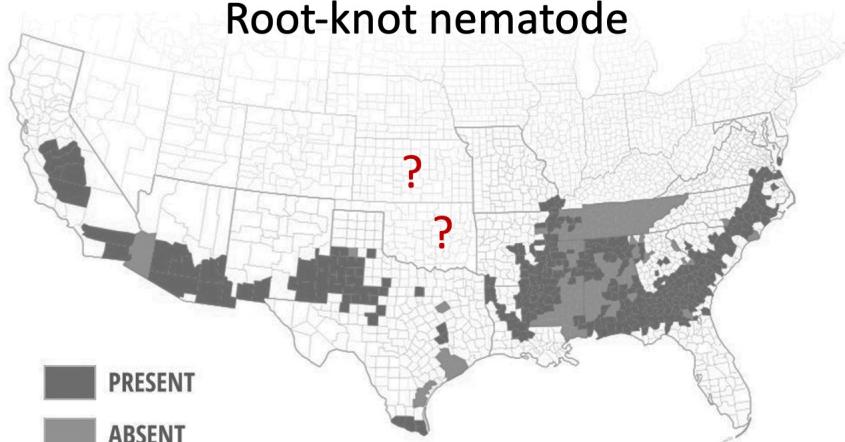 Root-knot nematode
?
?
PRESENT
ABSENT